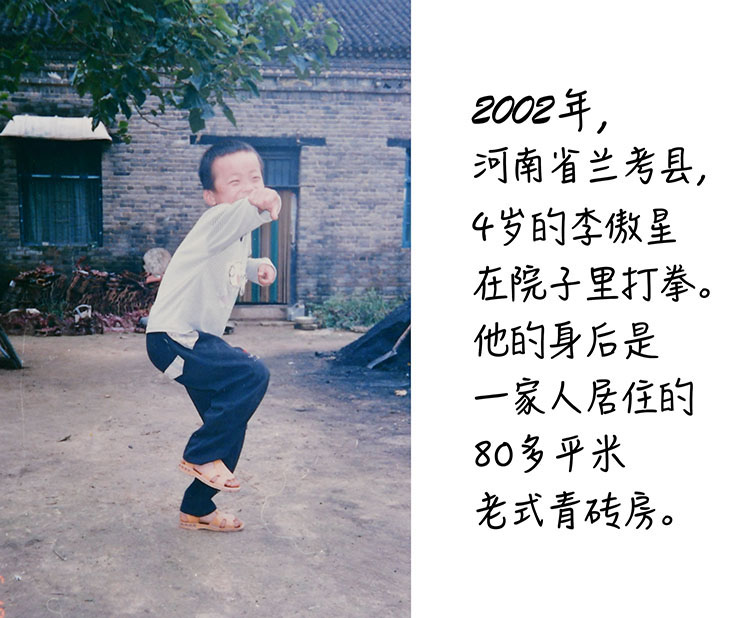 2002年，
河南省兰考县，
4岁的李傲星
在院子里打拳。
他的身后是
一家人居住的
80多平米
老式青砖房。